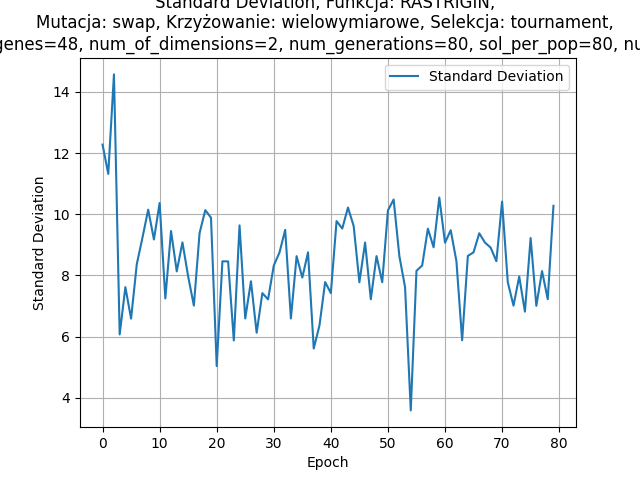 Standard Deviation, Funkcja: RASTRIGIN,
Mutacja: swap, Krzyżowanie: wielowymiarowe, Selekcja: tournament,
genes=48, num_of_dimensions=2, num_generations=80, sol_per_pop=80,
Standard Deviation
14
12
10
8
6
4
Standard Deviation
0 10 20 30 40 50 60 70 80
Epoch